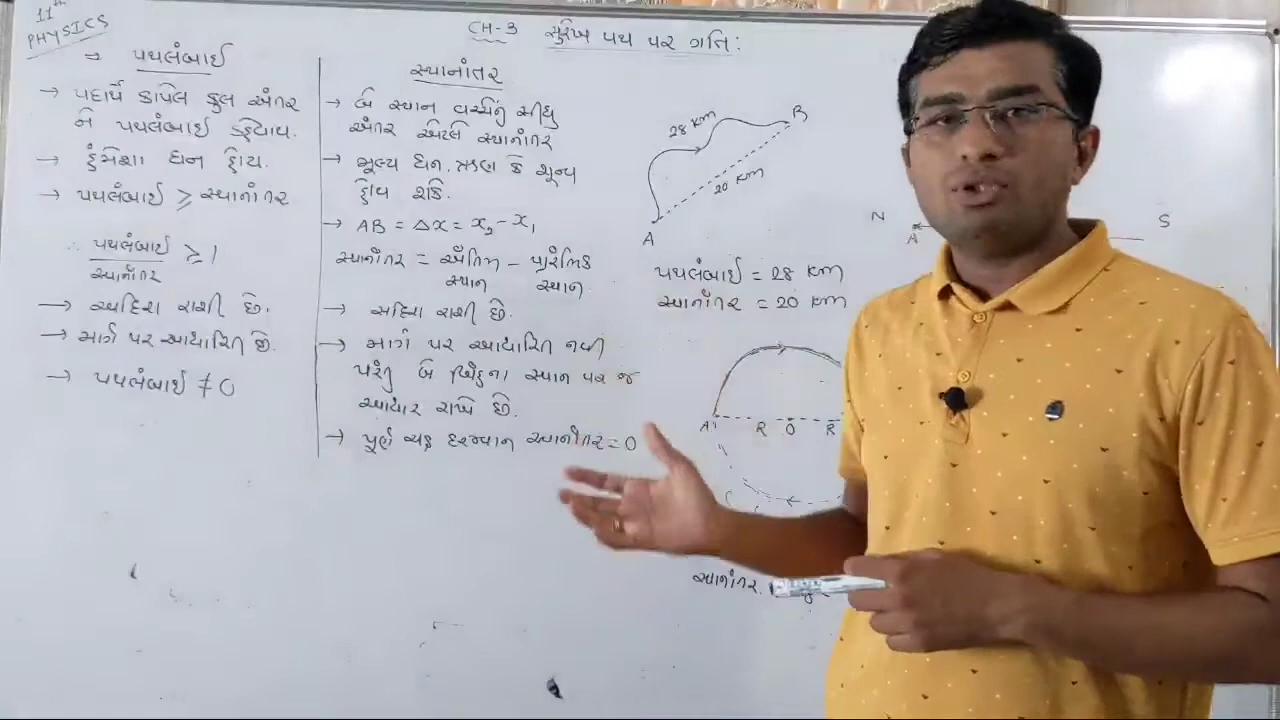 11th
PHYSICS
CH-3 સુરેખ પથ પર ગતિ:
⇒ પથલંબાઈ
→ પદાર્થે કાપેલ કુલ અંતર
ને પથલંબાઈ કહેવાય.
→ હંમેશા ધન હોય.
→ પથલંબાઈ ≥ સ્થાનાંતર
∴ પથલંબાઈ ≥ 1
સ્થાનાંતર
→ અદિશ રાશી છે.
→ માર્ગ પર આધારિત છે.
→ પથલંબાઈ ≠ 0
સ્થાનાંતર
→ બે સ્થાન વચ્ચેનું સીધુ
અંતર એટલે સ્થાનાંતર
→ મૂલ્ય ધન, ઋણ કે શૂન્ય
હોય શકે.
→ AB = Δx = x₂ - x₁
સ્થાનાંતર = અંતિમ - પ્રારંભિક
સ્થાન સ્થાન
→ સદિશ રાશી છે.
→ માર્ગ પર આધારિત નથી
પરંતુ બે બિંદુના સ્થાન પર જ
આધાર રાખે છે.
→ પૂર્ણ ચક્ર દરમ્યાન સ્થાનાંતર = 0
28 Km
B
20 Km
A
પથલંબાઈ = 28 Km
સ્થાનાંતર = 20 Km
N S
A
A R O R
C
સ્થાનાંતર